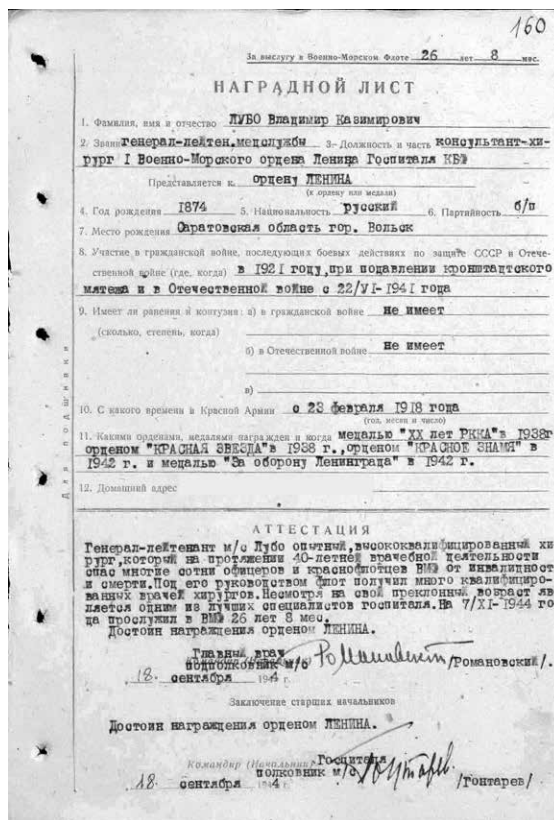 160
За выслугу в Военно-Морском Флоте 26 лет 8 мес.
НАГРАДНОЙ ЛИСТ
1. Фамилия, имя и отчество ЛУБО Владимир Казимирович
2. Звание генерал-лейтен.медслужбы 3. Должность и часть консультант-хи-
рург I Военно-Морского ордена Ленина Госпиталя КБФ
Представляется к ордену ЛЕНИНА
(к ордену или медали)
4. Год рождения 1874 5. Национальность русский 6. Партийность б/п
7. Место рождения Саратовская область гор. Вольск
8. Участие в гражданской войне, последующих боевых действиях по защите СССР и Отече-
ственной войне (где, когда) в 1921 году,при подавлении кронштадтского
мятежа и в Отечественной войне с 22/VI-1941 года
9. Имеет ли ранения и контузии: а) в гражданской войне не имеет
(сколько, степень, когда)
б) в Отечественной войне не имеет
в)
10. С какого времени в Красной Армии с 23 февраля 1918 года
(год, месяц и число)
11. Какими орденами, медалями награжден и когда медалью "XX лет РККА"в 1938г
орденом "КРАСНАЯ ЗВЕЗДА"в 1938 г.,орденом "КРАСНОЕ ЗНАМЯ" в
1942 г. и медалью "За оборону Ленинграда" в 1942 г.
12. Домашний адрес
Для подшивки
АТТЕСТАЦИЯ
Генерал-лейтенант м/с Лубо опытный,высококвалифицированный хи
рург,который на протяжении 40-летней врачебной деятельности
спас многие сотни офицеров и краснофлотцев ВМФ от инвалидност
и смерти.Под его руководством флот получил много квалифициро-
ванных врачей хирургов.Несмотря на свой преклонный возраст яв
ляется одним из лучших специалистов госпиталя.На 7/XI-1944 го
да прослужил в ВМФ 26 лет 8 мес.
Достоин награждения орденом ЛЕНИНА.
Главный врач
подполковник м/с /Романовский/.
18. сентября 1944 г.
Заключение старших начальников
Достоин награждения орденом ЛЕНИНА.
Командир (Начальник) Госпиталя
полковник м/с
18 сентября 4 /Гонтарев/